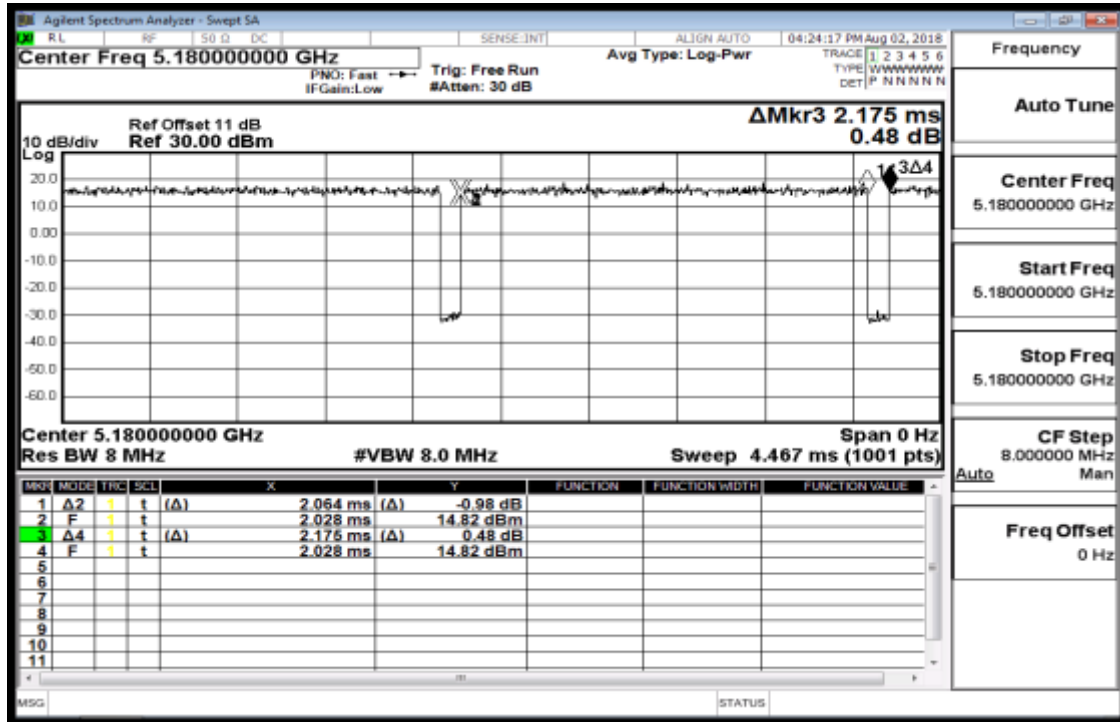 Agilent Spectrum Analyzer - Swept SA
RL RF 50 Ω DC SENSE:INT ALIGN AUTO 04:24:17 PM Aug 02, 2018
Center Freq 5.180000000 GHz
PNO: Fast
IFGain:Low
Trig: Free Run
#Atten: 30 dB
Avg Type: Log-Pwr
TRACE 1 2 3 4 5 6
TYPE WWWWWWW
DET P N N N N N
Ref Offset 11 dB
Ref 30.00 dBm
10 dB/div
Log
ΔMkr3 2.175 ms
0.48 dB
20.0
10.0
0.00
-10.0
-20.0
-30.0
-40.0
-50.0
-60.0
3Δ4
Center 5.180000000 GHz Span 0 Hz
Res BW 8 MHz #VBW 8.0 MHz Sweep 4.467 ms (1001 pts)
MKR MODE TRC SCL X Y FUNCTION FUNCTION WIDTH FUNCTION VALUE
1 Δ2 1 t (Δ) 2.064 ms (Δ) -0.98 dB
2 F 1 t 2.028 ms 14.82 dBm
3 Δ4 1 t (Δ) 2.175 ms (Δ) 0.48 dB
4 F 1 t 2.028 ms 14.82 dBm
5
6
7
8
9
10
11
MSG STATUS
Frequency
Auto Tune
Center Freq
5.180000000 GHz
Start Freq
5.180000000 GHz
Stop Freq
5.180000000 GHz
CF Step
8.000000 MHz
Auto Man
Freq Offset
0 Hz